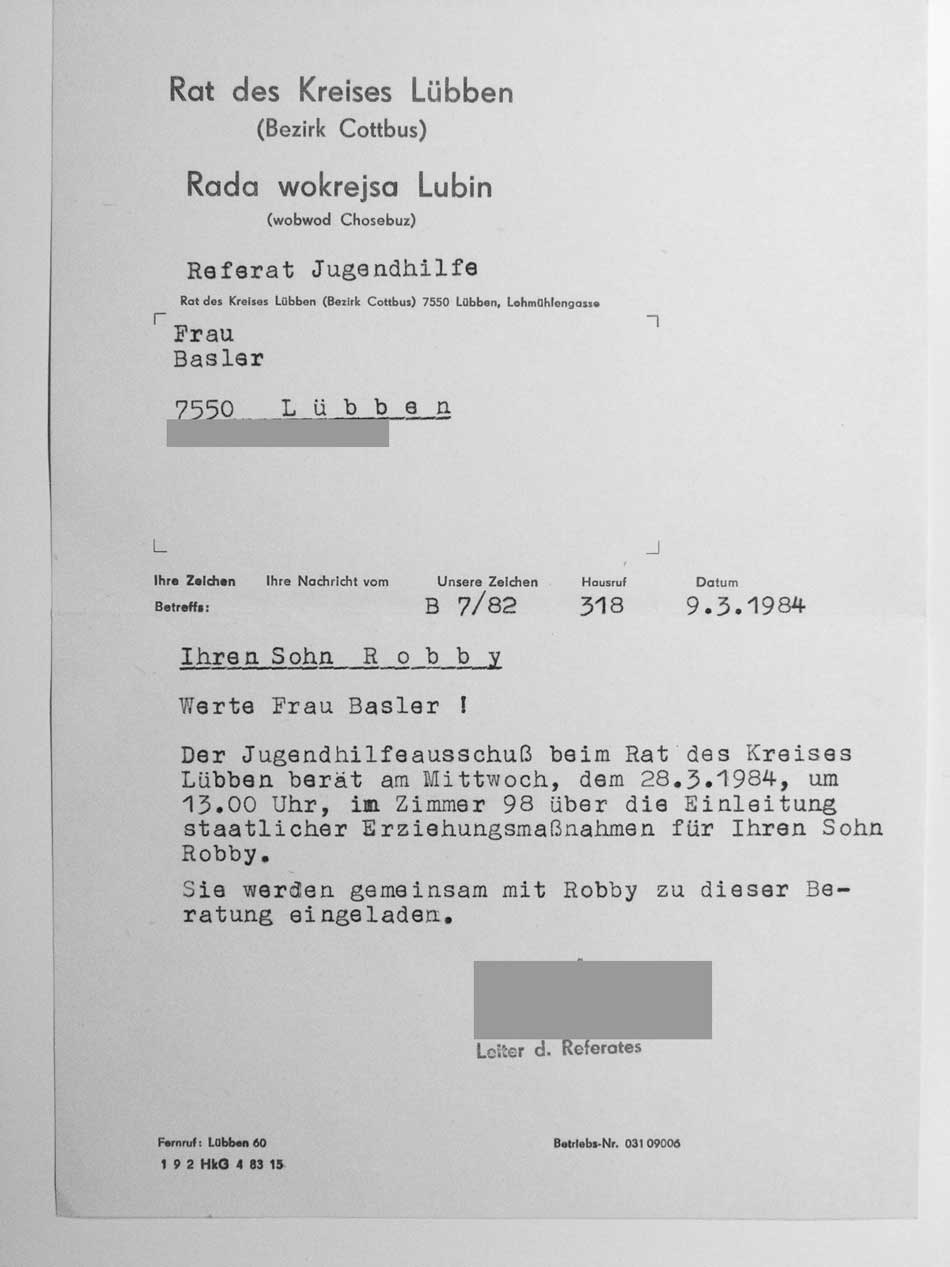 Rat des Kreises Lübben
(Bezirk Cottbus)
Rada wokrejsa Lubin
(wobwod Chosebuz)
Referat Jugendhilfe
Rat des Kreises Lübben (Bezirk Cottbus) 7550 Lübben, Lehmühlengasse
Frau
Basler
7550 L ü b b e n
Ihre Zeichen Ihre Nachricht vom Unsere Zeichen Hausruf Datum
Betreffs: B 7/82 318 9.3.1984
Ihren Sohn R o b b y
Werte Frau Basler !
Der Jugendhilfeausschuß beim Rat des Kreises
Lübben berät am Mittwoch, dem 28.3.1984, um
13.00 Uhr, im Zimmer 98 über die Einleitung
staatlicher Erziehungsmaßnahmen für Ihren Sohn
Robby.
Sie werden gemeinsam mit Robby zu dieser Be-
ratung eingeladen.
Leiter d. Referates
Fernruf: Lübben 60 Betriebs-Nr. 031 09006
1 9 2 HkG 4 83 15